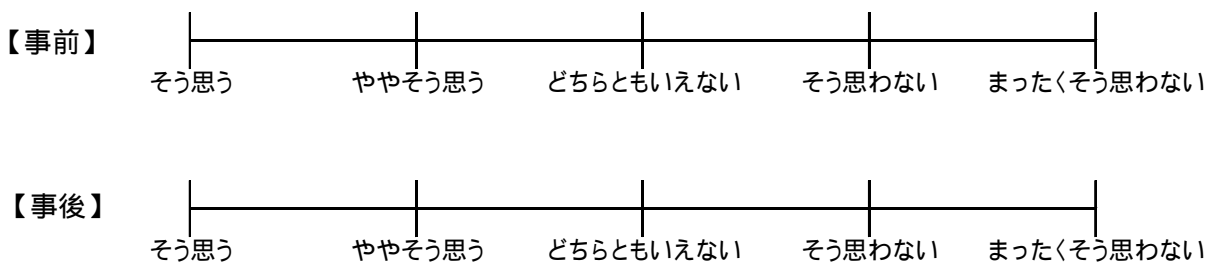 【事前】
そう思う ややそう思う どちらともいえない そう思わない まったくそう思わない
【事後】
そう思う ややそう思う どちらともいえない そう思わない まったくそう思わない